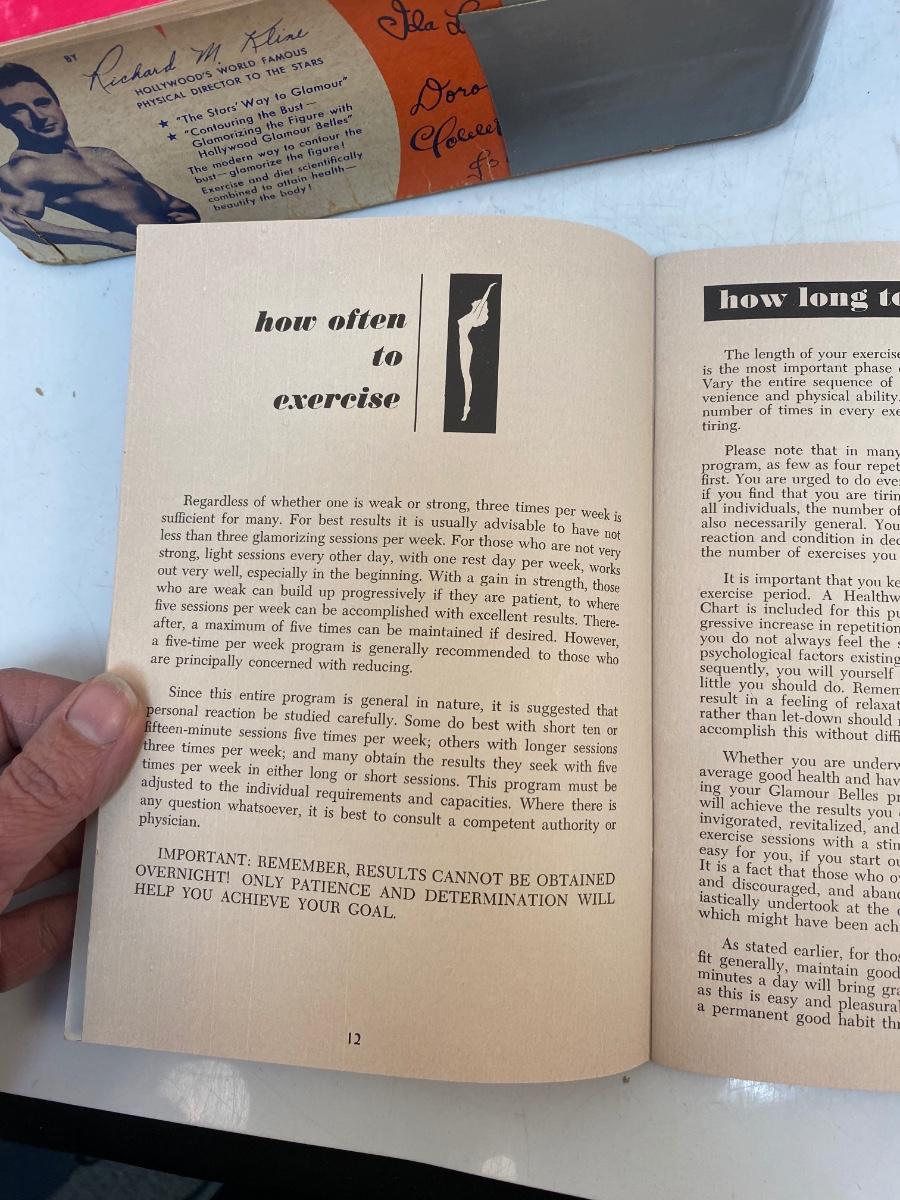 BY
Richard M. Kline
HOLLYWOOD'S WORLD FAMOUS
PHYSICAL DIRECTOR TO THE STARS
★ "The Stars' Way to Glamour"
★ "Contouring the Bust—
Glamorizing the Figure with
Hollywood Glamour Belles"
The modern way to contour the
bust—glamorize the figure!
Exercise and diet scientifically
combined to attain health—
beautify the body!
Ida L
Doro
how often
to
exercise
Regardless of whether one is weak or strong, three times per week is
sufficient for many. For best results it is usually advisable to have not
less than three glamorizing sessions per week. For those who are not very
strong, light sessions every other day, with one rest day per week, works
out very well, especially in the beginning. With a gain in strength, those
who are weak can build up progressively if they are patient, to where
five sessions per week can be accomplished with excellent results. There-
after, a maximum of five times can be maintained if desired. However,
a five-time per week program is generally recommended to those who
are principally concerned with reducing.
Since this entire program is general in nature, it is suggested that
personal reaction be studied carefully. Some do best with short ten or
fifteen-minute sessions five times per week; others with longer sessions
three times per week; and many obtain the results they seek with five
times per week in either long or short sessions. This program must be
adjusted to the individual requirements and capacities. Where there is
any question whatsoever, it is best to consult a competent authority or
physician.
IMPORTANT: REMEMBER, RESULTS CANNOT BE OBTAINED
OVERNIGHT! ONLY PATIENCE AND DETERMINATION WILL
HELP YOU ACHIEVE YOUR GOAL.
12
how long to
The length of your exercise
is the most important phase
Vary the entire sequence of
venience and physical ability.
number of times in every exe
tiring.
Please note that in many
program, as few as four repet
first. You are urged to do eve
if you find that you are tirin
all individuals, the number of
also necessarily general. You
reaction and condition in dec
the number of exercises you
It is important that you ke
exercise period. A Healthw
Chart is included for this pu
gressive increase in repetition
you do not always feel the s
psychological factors existing
sequently, you will yourself
little you should do. Remem
result in a feeling of relaxat
rather than let-down should
accomplish this without diffi
Whether you are underw
average good health and hav
ing your Glamour Belles pr
will achieve the results you
invigorated, revitalized, and
exercise sessions with a stim
easy for you, if you start ou
It is a fact that those who ov
and discouraged, and aband
iastically undertook at the
which might have been ach
As stated earlier, for thos
fit generally, maintain good
minutes a day will bring gra
as this is easy and pleasural
a permanent good habit thr